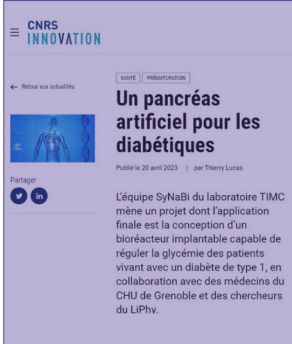 CNRS
INNOVATION
← Retour aux actualités
SANTÉ PRÉMATURATION
Un pancréas
artificiel pour les
diabétiques
Publié le 20 avril 2023 | par Thierry Lucas
Partager
L'équipe SyNaBi du laboratoire TIMC
mène un projet dont l'application
finale est la conception d'un
bioréacteur implantable capable de
réguler la glycémie des patients
vivant avec un diabète de type 1, en
collaboration avec des médecins du
CHU de Grenoble et des chercheurs
du LiPhy.